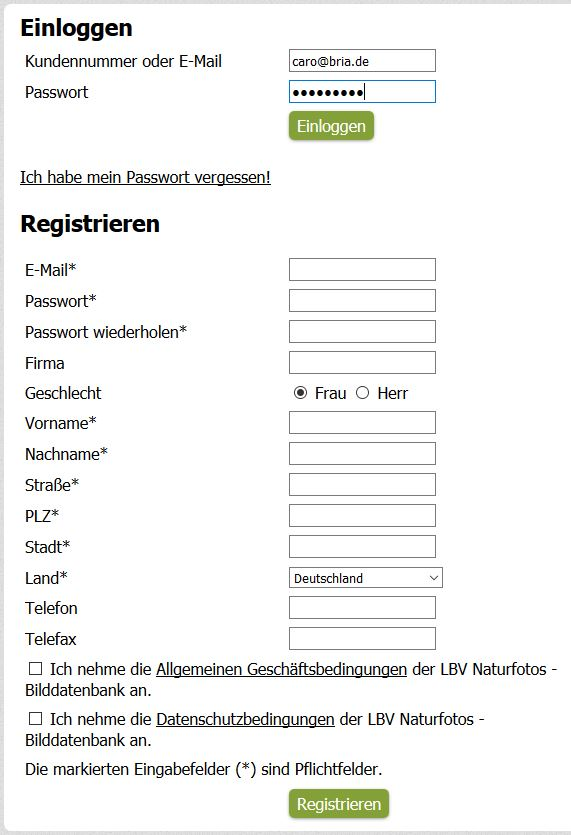 Einloggen
Kundennummer oder E-Mail caro@bria.de
Passwort ●●●●●●●●●
Einloggen
Ich habe mein Passwort vergessen!
Registrieren
E-Mail*
Passwort*
Passwort wiederholen*
Firma
Geschlecht Frau Herr
Vorname*
Nachname*
Straße*
PLZ*
Stadt*
Land* Deutschland
Telefon
Telefax
Ich nehme die Allgemeinen Geschäftsbedingungen der LBV Naturfotos -
Bilddatenbank an.
Ich nehme die Datenschutzbedingungen der LBV Naturfotos -
Bilddatenbank an.
Die markierten Eingabefelder (*) sind Pflichtfelder.
Registrieren